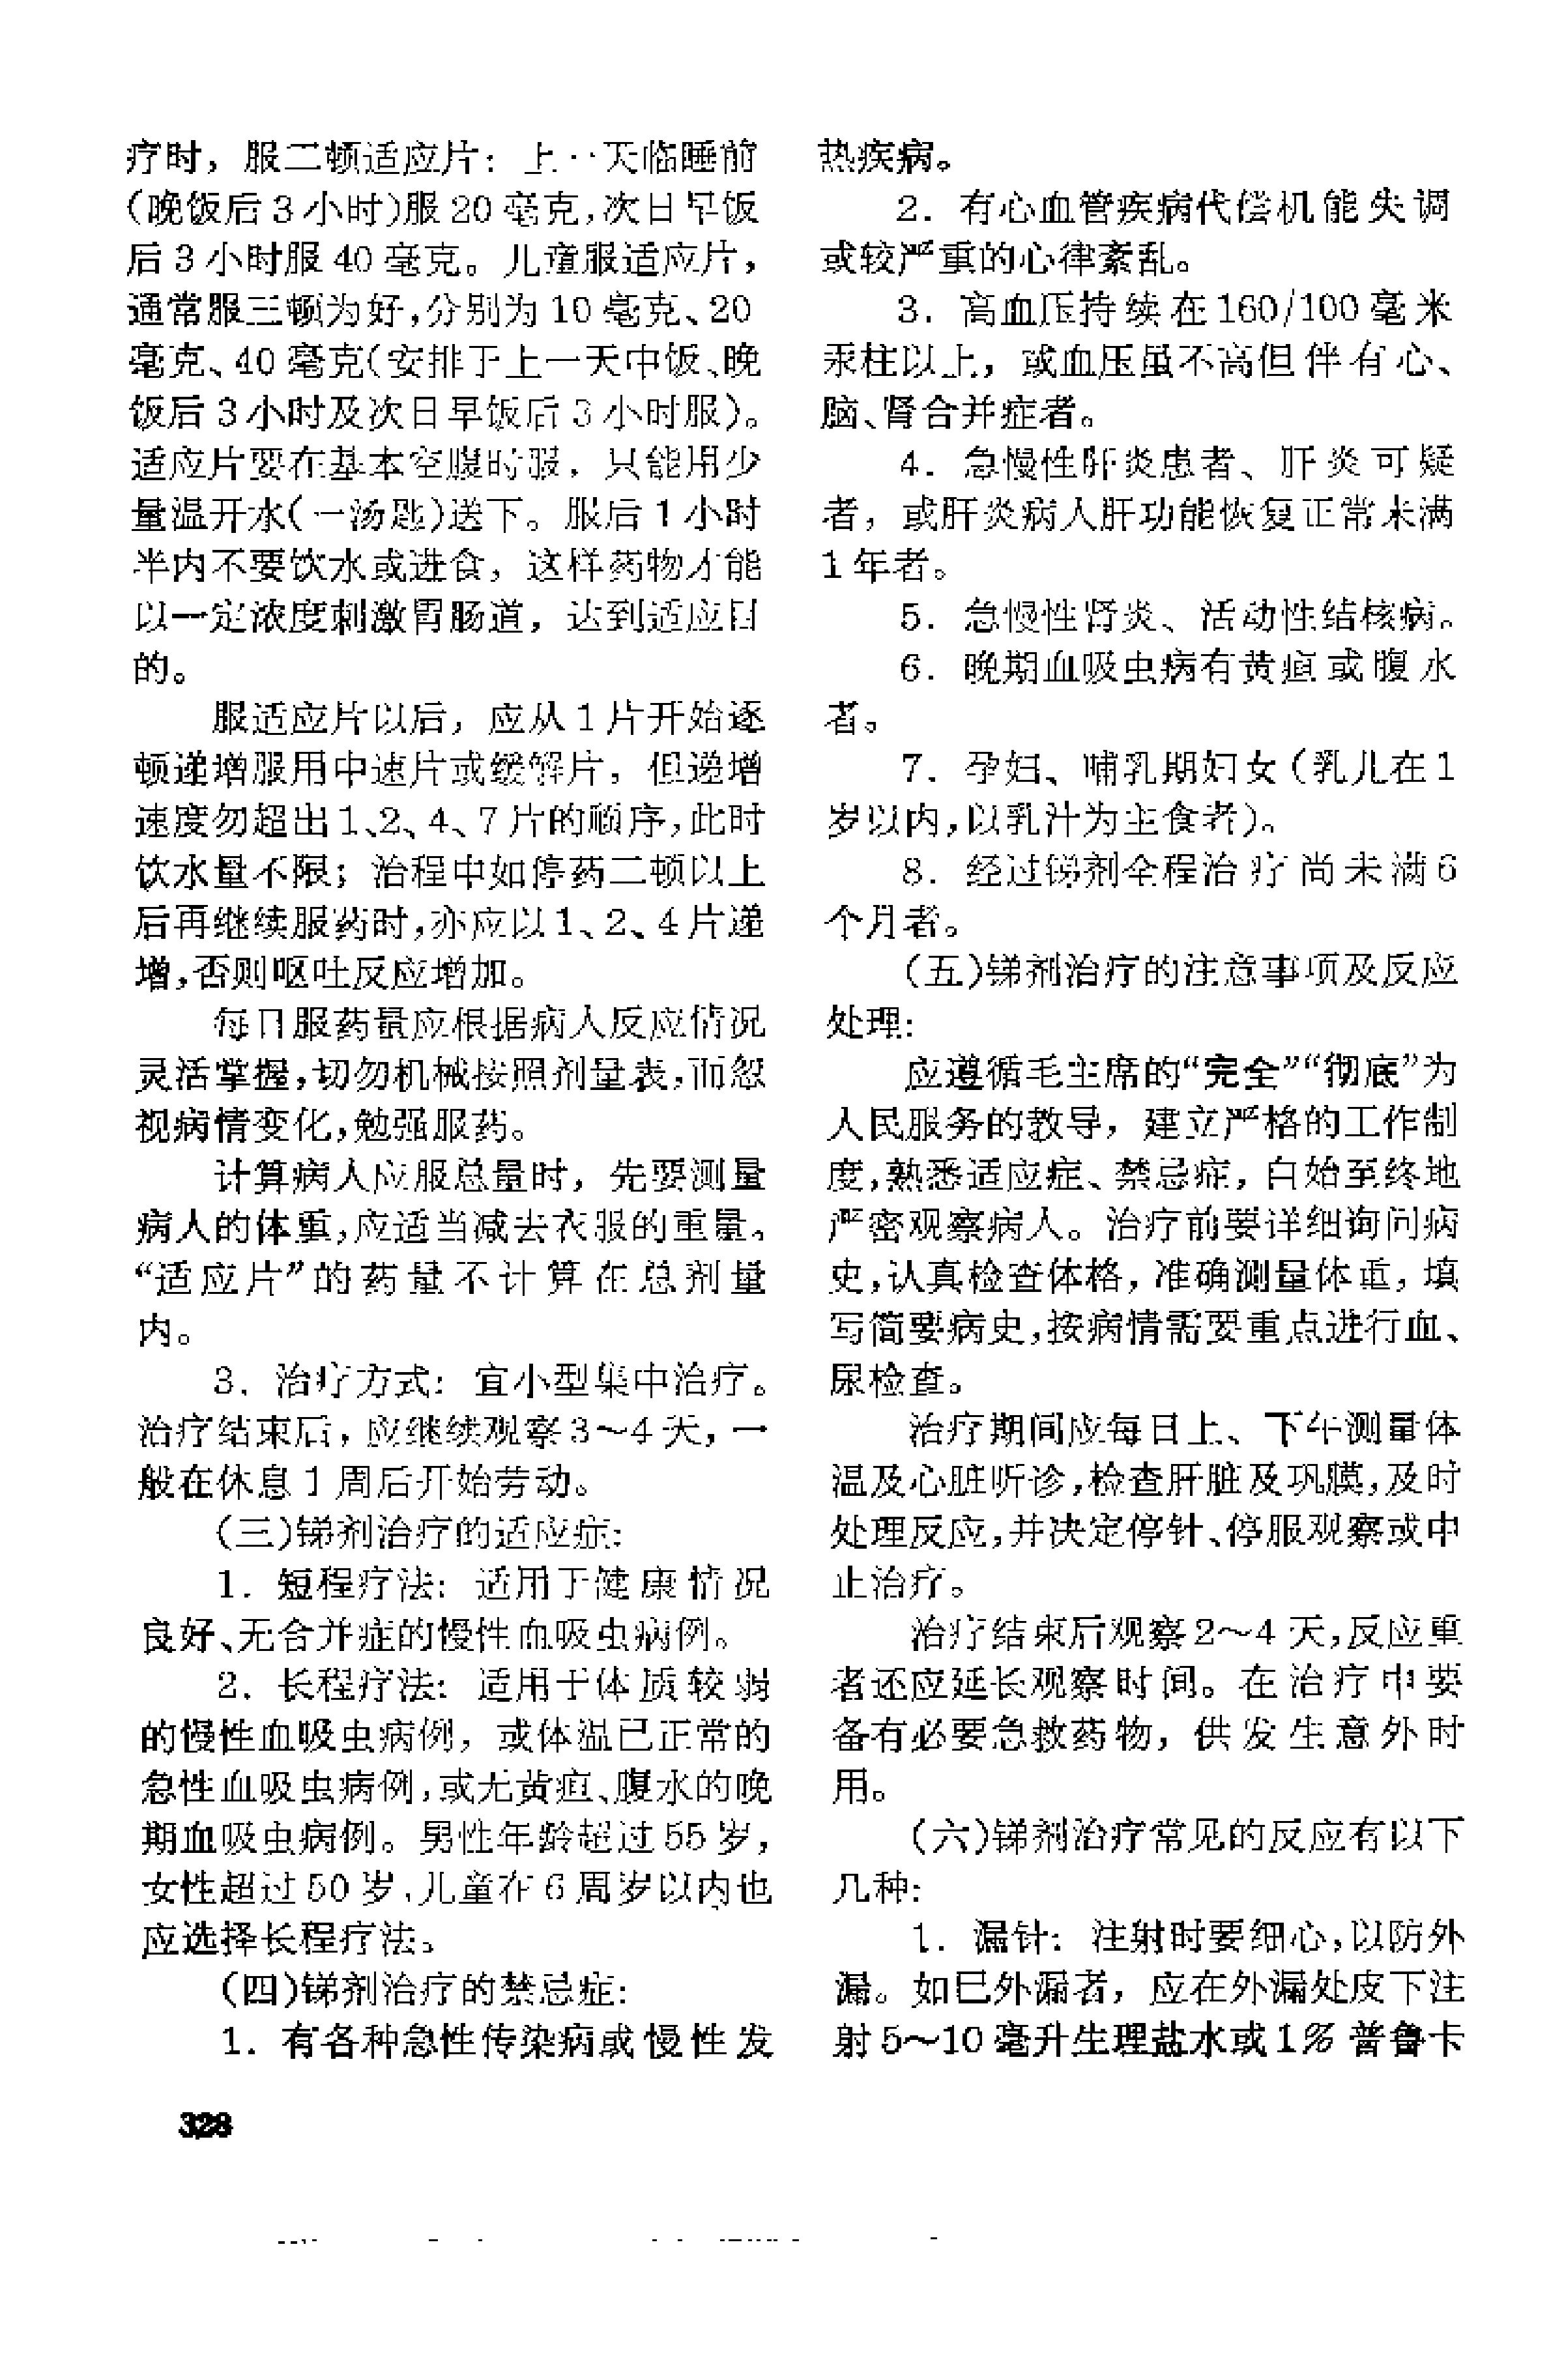 疗时，服二顿适应片：上一天临睡前
(晚饭后3小时)服20毫克,次日早饭
后3小时服40毫克。儿童服适应片，
通常服三顿为好,分别为10毫克、20
毫克、40毫克(安排于上一天中饭、晚
饭后3小时及次日早饭后3小时服)。
适应片要在基本空腹时服，只能用少
量温开水(一汤匙)送下。服后1小时
半内不要饮水或进食，这样药物才能
以一定浓度刺激胃肠道，达到适应目
的。
服适应片以后，应从1片开始逐
顿递增服用中速片或缓解片，但递增
速度勿超出1、2、4、7片的顺序,此时
饮水量不限；治程中如停药二顿以上
后再继续服药时,亦应以1、2、4片递
增,否则呕吐反应增加。
每日服药量应根据病人反应情况
灵活掌握,切勿机械按照剂量表,而忽
视病情变化,勉强服药。
计算病人应服总量时，先要测量
病人的体重,应适当减去衣服的重量。
“适应片”的药量不计算在总剂量
内。
3．治疗方式：宜小型集中治疗。
治疗结束后，应继续观察3～4天，一
般在休息1周后开始劳动。
(三)锑剂治疗的适应症：
1．短程疗法：适用于健康情况
良好、无合并症的慢性血吸虫病例。
2．长程疗法：适用于体质较弱
的慢性血吸虫病例，或体温已正常的
急性血吸虫病例,或无黄疸、腹水的晚
期血吸虫病例。男性年龄超过55岁，
女性超过50岁,儿童在6周岁以内也
应选择长程疗法。
(四)锑剂治疗的禁忌症：
1．有各种急性传染病或慢性发
热疾病。
2．有心血管疾病代偿机能失调
或较严重的心律紊乱。
3．高血压持续在160/100毫米
汞柱以上，或血压虽不高但伴有心、
脑、肾合并症者。
4．急慢性肝炎患者、肝炎可疑
者，或肝炎病人肝功能恢复正常未满
1年者。
5．急慢性肾炎、活动性结核病。
6．晚期血吸虫病有黄疸或腹水
者。
7．孕妇、哺乳期妇女(乳儿在1
岁以内,以乳汁为主食者)。
8．经过锑剂全程治疗尚未满6
个月者。
(五)锑剂治疗的注意事项及反应
处理：
应遵循毛主席的“完全”“彻底”为
人民服务的教导，建立严格的工作制
度,熟悉适应症、禁忌症，自始至终地
严密观察病人。治疗前要详细询问病
史,认真检查体格，准确测量体重，填
写简要病史,按病情需要重点进行血、
尿检查。
治疗期间应每日上、下午测量体
温及心脏听诊,检查肝脏及巩膜,及时
处理反应,并决定停针、停服观察或中
止治疗。
治疗结束后观察2～4天,反应重
者还应延长观察时间。在治疗中要
备有必要急救药物，供发生意外时
用。
(六)锑剂治疗常见的反应有以下
几种：
1．漏针：注射时要细心,以防外
漏。如已外漏者，应在外漏处皮下注
射5～10毫升生理盐水或1%普鲁卡
328